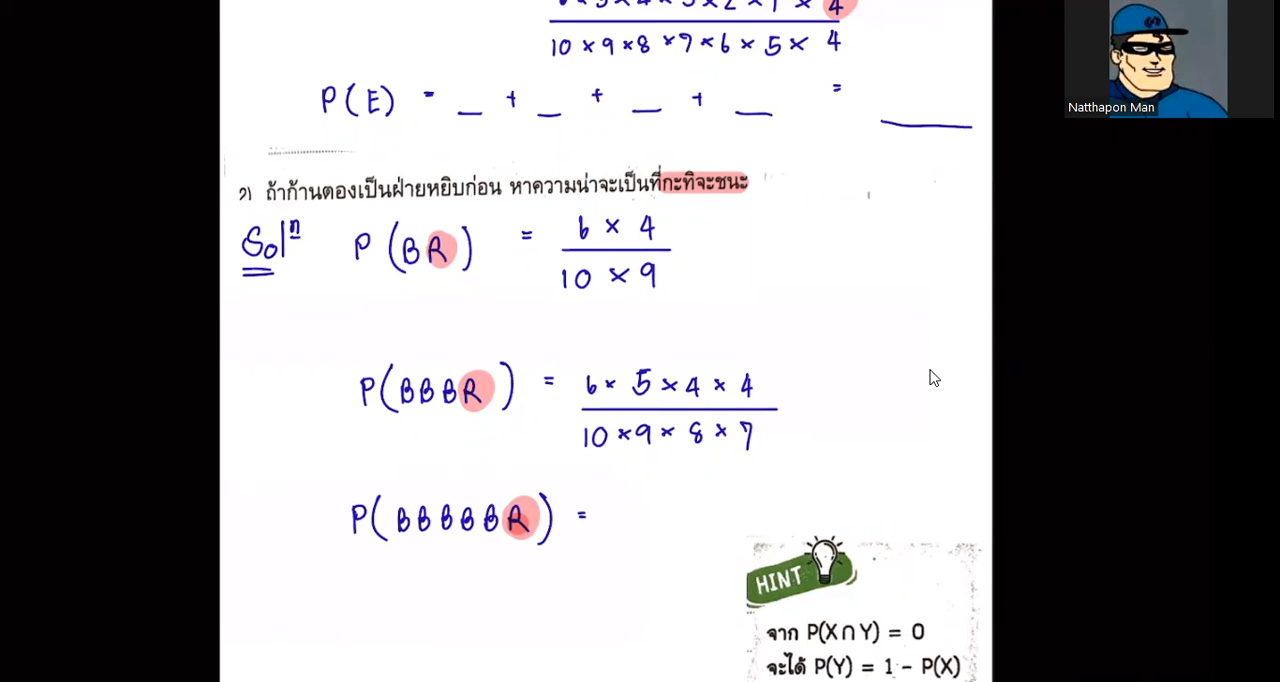 4
10 × 9 × 8 × 7 × 6 × 5 × 4
Natthapon Man
P(E) = _ + _ + _ + _ = _
2) ถ้าก้านตองเป็นฝ่ายหยิบก่อน หาความน่าจะเป็นที่กะทิจะชนะ
Solⁿ P(BR) = 6 × 4
10 × 9
P(BBBR) = 6 × 5 × 4 × 4
10 × 9 × 8 × 7
P(BBBBBR) =
HINT
จาก P(X∩Y) = 0
จะได้ P(Y) = 1 - P(X)